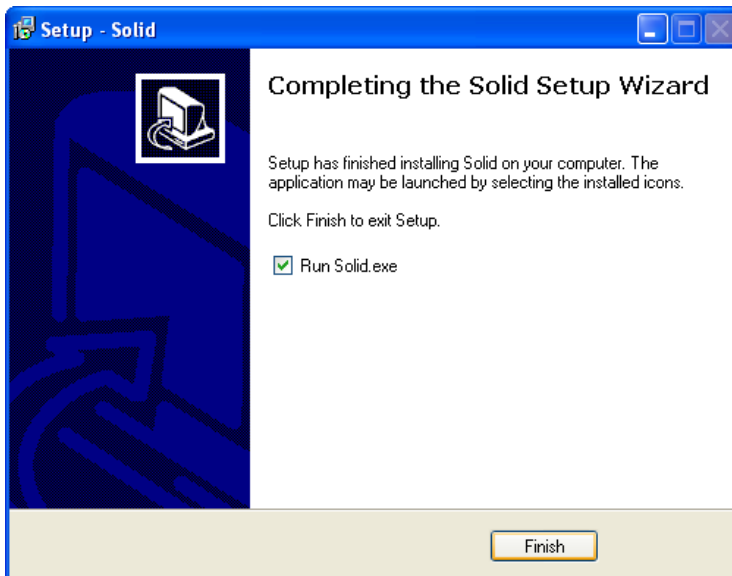 Setup - Solid
Completing the Solid Setup Wizard
Setup has finished installing Solid on your computer. The
application may be launched by selecting the installed icons.
Click Finish to exit Setup.
Run Solid.exe
Finish